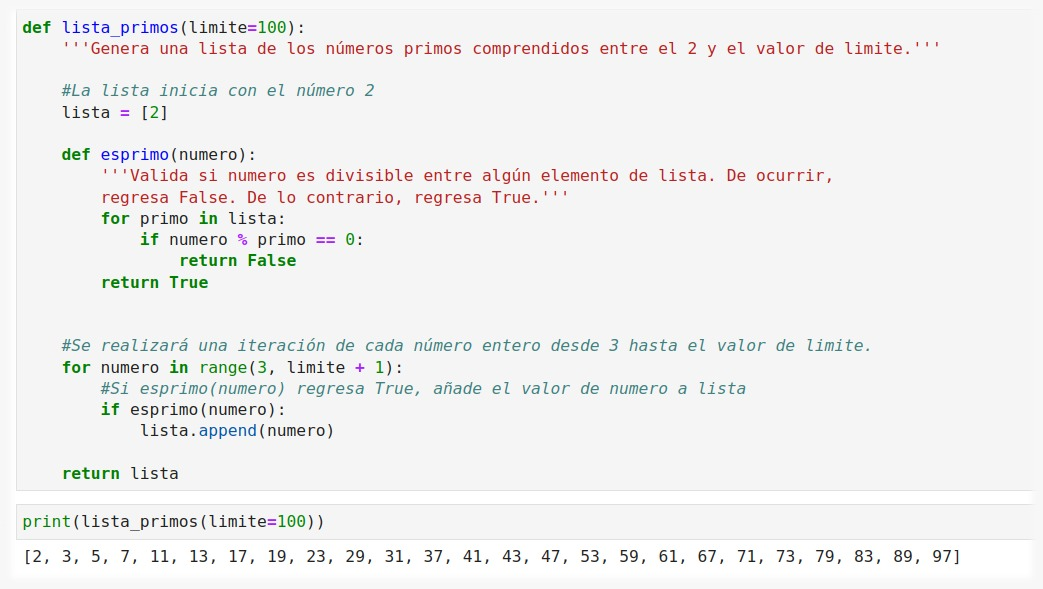 def lista_primos(limite=100):
    '''Genera una lista de los números primos comprendidos entre el 2 y el valor de limite.'''
    #La lista inicia con el número 2
    lista = [2]
    def esprimo(numero):
        '''Valida si numero es divisible entre algún elemento de lista. De ocurrir,
        regresa False. De lo contrario, regresa True.'''
        for primo in lista:
            if numero % primo == 0:
                return False
        return True
    #Se realizará una iteración de cada número entero desde 3 hasta el valor de limite.
    for numero in range(3, limite + 1):
        #Si esprimo(numero) regresa True, añade el valor de numero a lista
        if esprimo(numero):
            lista.append(numero)
    return lista
print(lista_primos(limite=100))
[2, 3, 5, 7, 11, 13, 17, 19, 23, 29, 31, 37, 41, 43, 47, 53, 59, 61, 67, 71, 73, 79, 83, 89, 97]